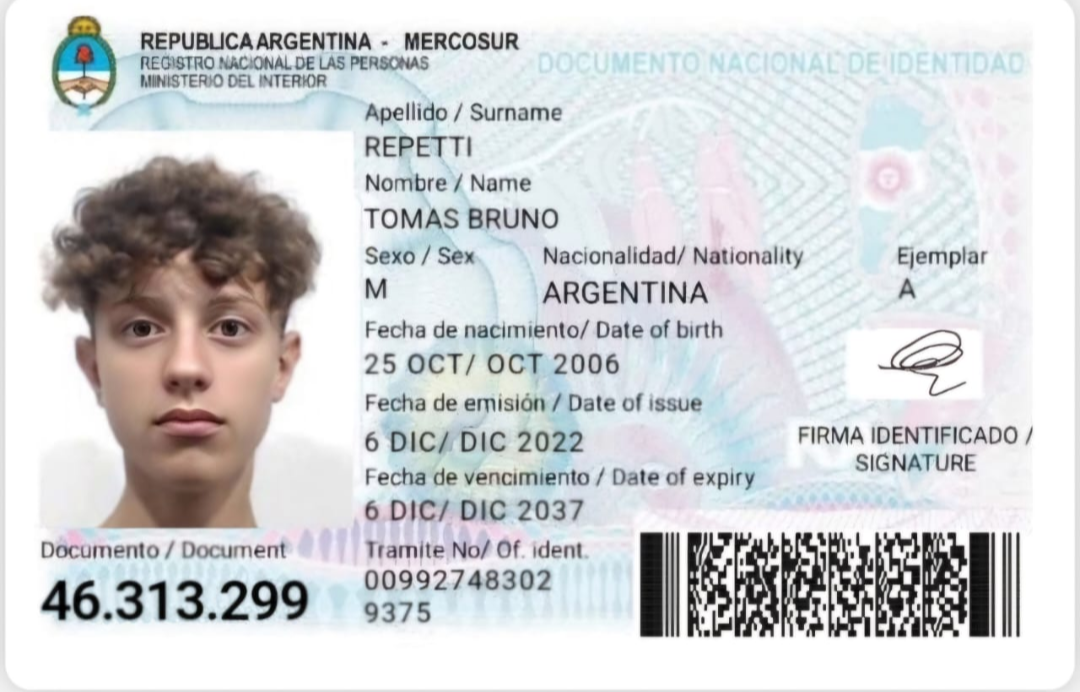 REPUBLICA ARGENTINA - MERCOSUR
REGISTRO NACIONAL DE LAS PERSONAS
MINISTERIO DEL INTERIOR
DOCUMENTO NACIONAL DE IDENTIDAD
Apellido / Surname
REPETTI
Nombre / Name
TOMAS BRUNO
Sexo / Sex Nacionalidad/ Nationality Ejemplar
M ARGENTINA A
Fecha de nacimiento/ Date of birth
25 OCT/ OCT 2006
Fecha de emisión / Date of issue
6 DIC/ DIC 2022
Fecha de vencimiento / Date of expiry
6 DIC/ DIC 2037
FIRMA IDENTIFICADO /
SIGNATURE
Documento / Document
46.313.299
Tramite No/ Of. ident.
00992748302
9375